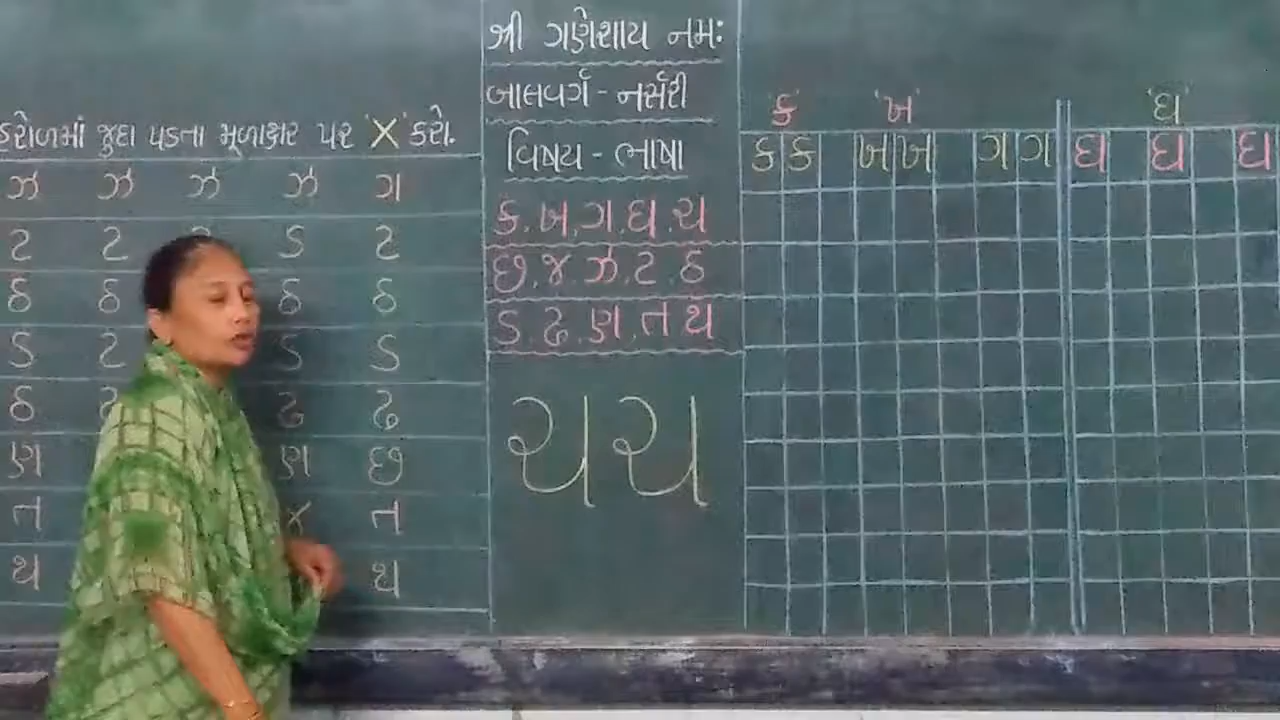 શ્રી ગણેશાય નમઃ
બાલવર્ગ - નર્સરી
વિષય - ભાષા
ક . ખ . ગ . ઘ . ચ
છ . જ . ઝ . ટ . ઠ
ડ . ઢ . ણ . ત થ
ય ય
હરોળમાં જુદા પડતા મૂળાક્ષર પર 'X' કરો.
ઝ ઝ ઝ ઝ ગ
ટ ટ ડ ટ
ઠ ઠ ઠ ઠ
ડ ટ ડ ડ
ઠ ઢ ઢ
ણ ણ છ
ત ત
થ થ
'ક' 'ખ' 'ઘ'
ક ક ખ ખ ગ ગ ઘ ઘ ઘ